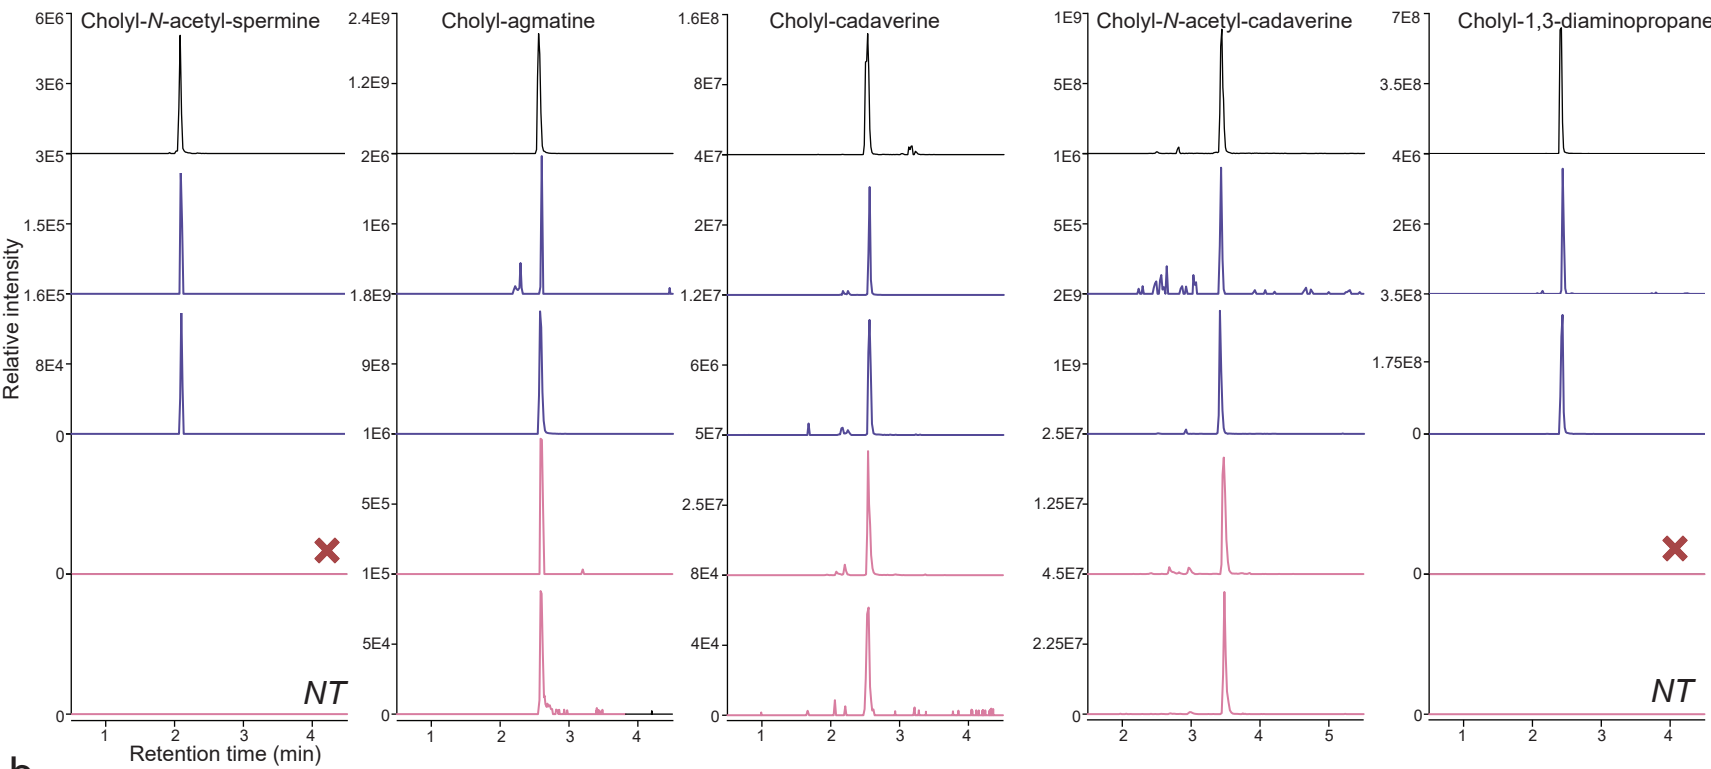 Relative intensity
Cholyl-N-acetyl-spermine
6E6
3E6
3E5
1.5E5
1.6E5
8E4
0
0
0
NT
1 2 3 4
Retention time (min)
Cholyl-agmatine
2.4E9
1.2E9
2E6
1E6
1.8E9
9E8
1E6
5E5
1E5
5E4
0
1 2 3 4
Cholyl-cadaverine
1.6E8
8E7
4E7
2E7
1.2E7
6E6
5E7
2.5E7
8E4
4E4
0
1 2 3 4
Cholyl-N-acetyl-cadaverine
1E9
5E8
1E6
5E5
2E9
1E9
2.5E7
1.25E7
4.5E7
2.25E7
0
2 3 4 5
Cholyl-1,3-diaminopropane
7E8
3.5E8
4E6
2E6
3.5E8
1.75E8
0
0
0
NT
1 2 3 4